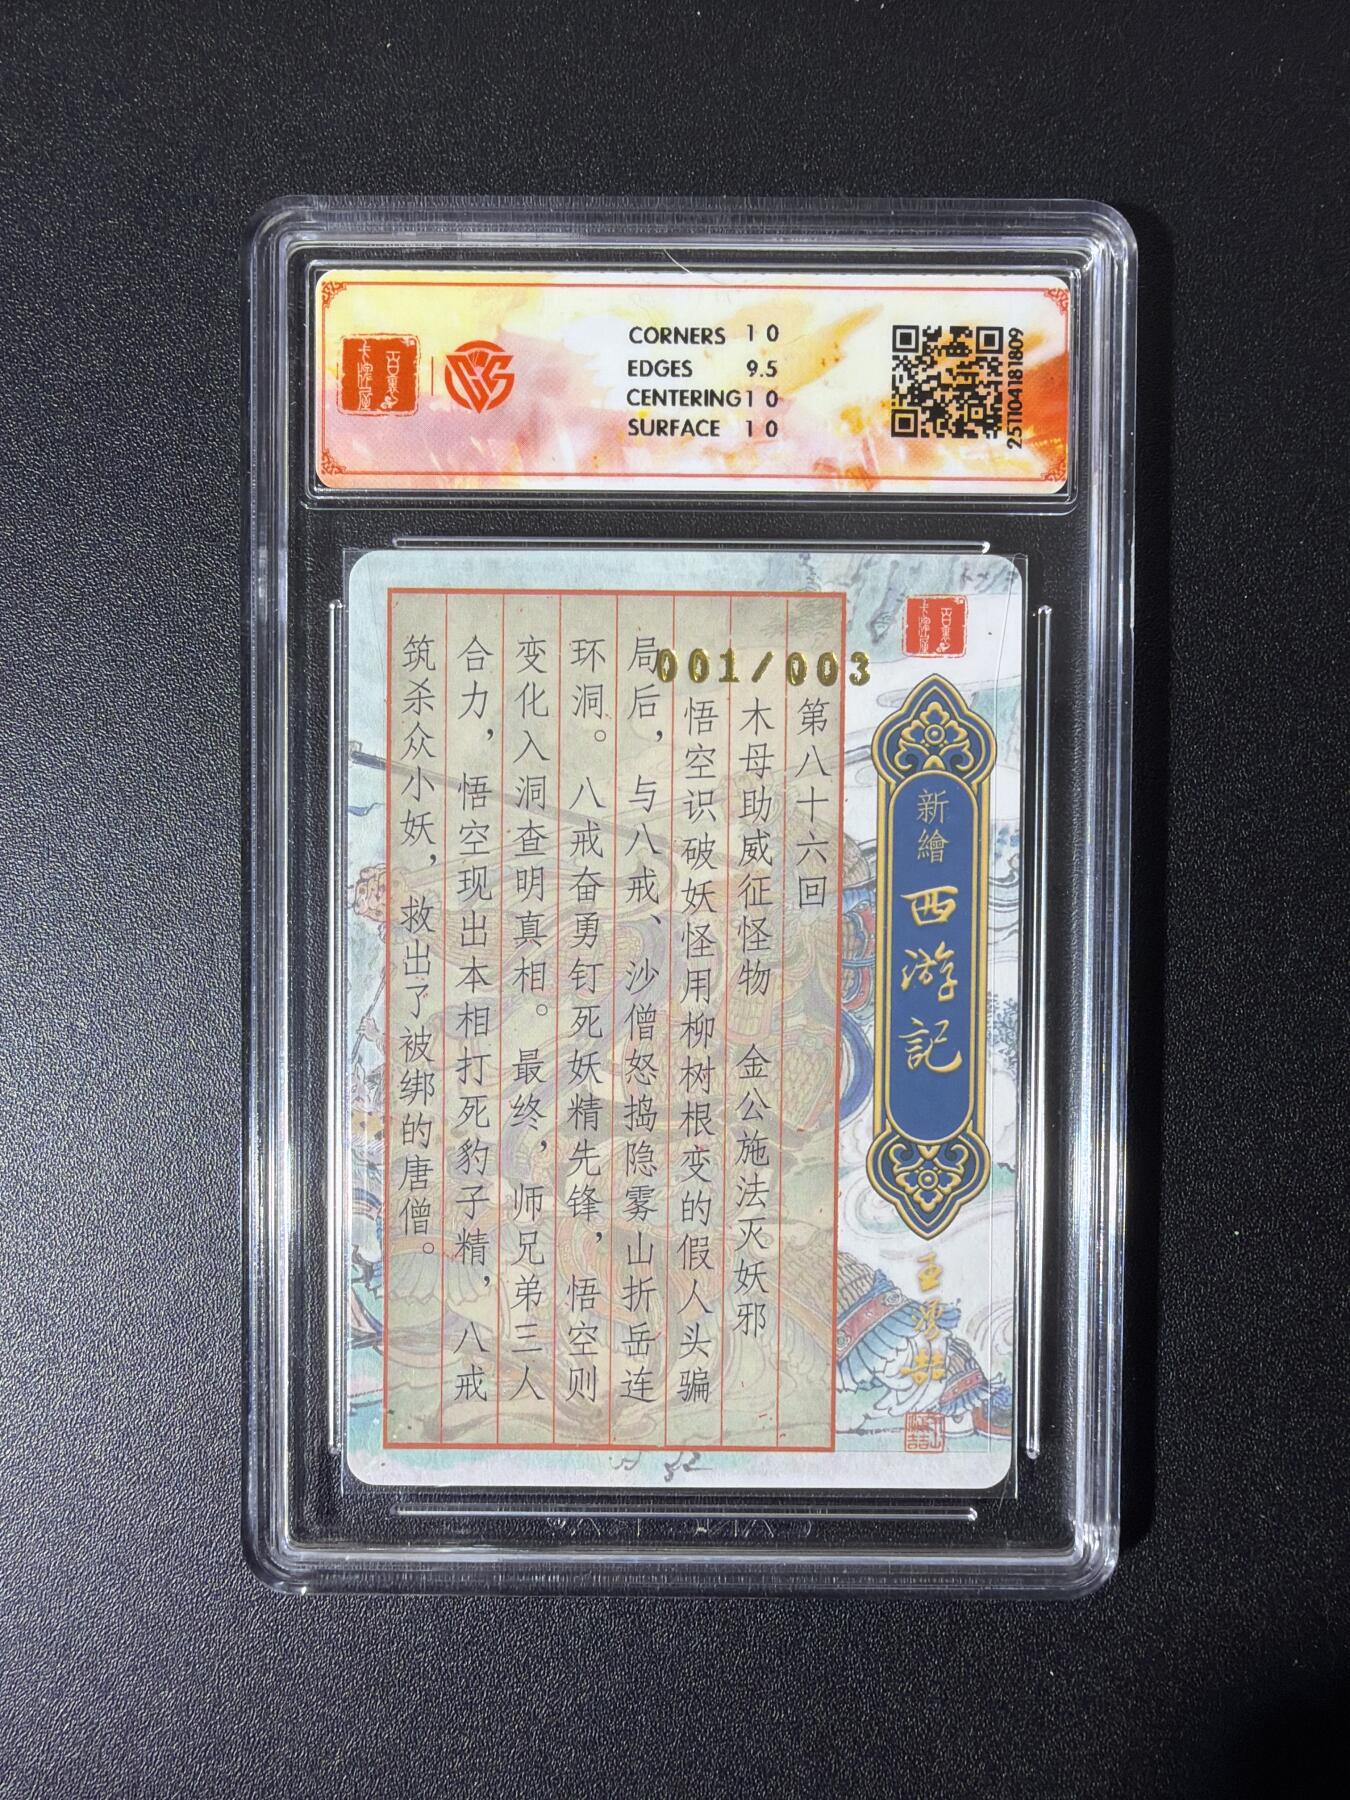 CORNERS 10
EDGES 9.5
CENTERING 10
SURFACE 10
251104181809
001/003
新繪
西游記
第八十六回
木母助威征怪物 金公施法灭妖邪
悟空识破妖怪用柳树根变的假人头骗
局后，与八戒、沙僧怒捣隐雾山折岳连
环洞。八戒奋勇钉死妖精先锋，悟空则
变化入洞查明真相。最终，师兄弟三人
合力，悟空现出本相打死豹子精，八戒
筑杀众小妖，救出了被绑的唐僧。